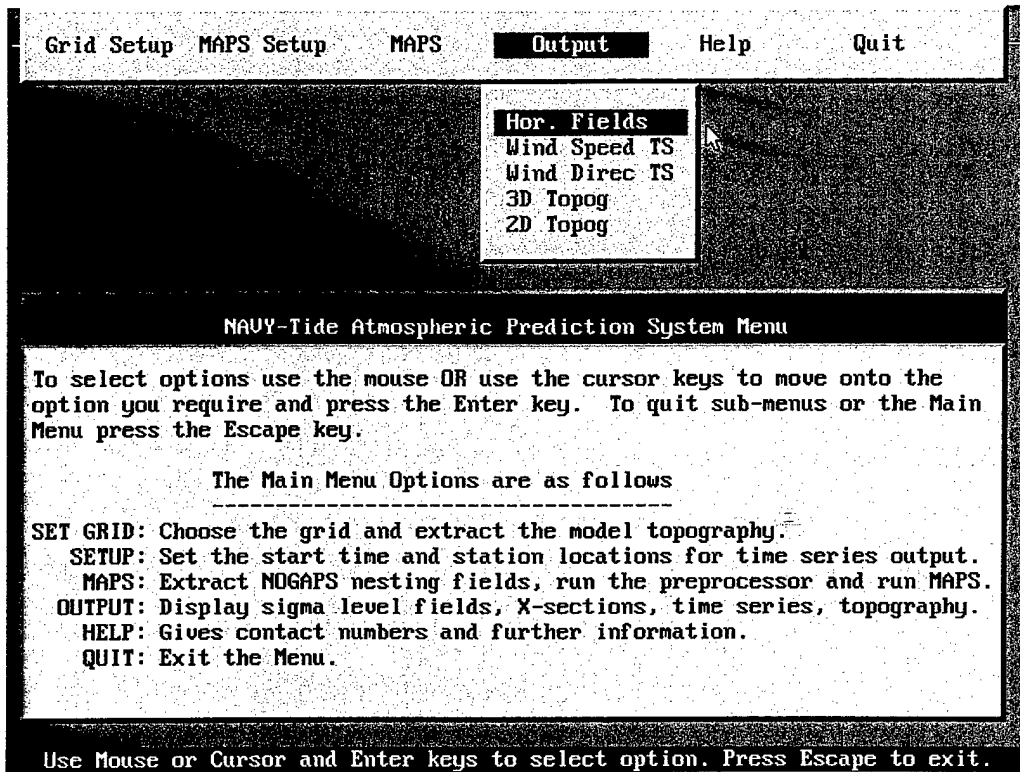 Grid Setup MAPS Setup MAPS Output Help Quit
Hor. Fields
Wind Speed TS
Wind Direc TS
3D Topog
2D Topog
NAVY-Tide Atmospheric Prediction System Menu
To select options use the mouse OR use the cursor keys to move onto the
option you require and press the Enter key. To quit sub-menus or the Main
Menu press the Escape key.
The Main Menu Options are as follows
--------------------------------------
SET GRID: Choose the grid and extract the model topography.
SETUP: Set the start time and station locations for time series output.
MAPS: Extract NOGAPS nesting fields, run the preprocessor and run MAPS.
OUTPUT: Display sigma level fields, X-sections, time series, topography.
HELP: Gives contact numbers and further information.
QUIT: Exit the Menu.
Use Mouse or Cursor and Enter keys to select option. Press Escape to exit.